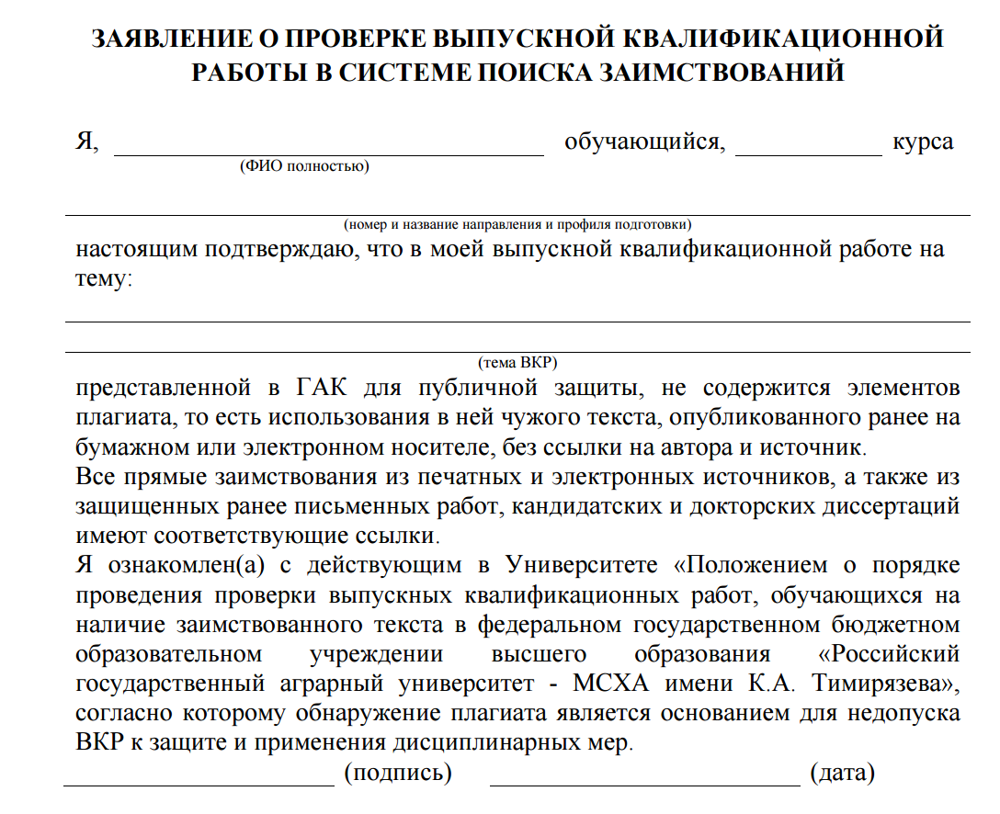 ЗАЯВЛЕНИЕ О ПРОВЕРКЕ ВЫПУСКНОЙ КВАЛИФИКАЦИОННОЙ
РАБОТЫ В СИСТЕМЕ ПОИСКА ЗАИМСТВОВАНИЙ
Я, обучающийся, курса
(ФИО полностью)
(номер и название направления и профиля подготовки)
настоящим подтверждаю, что в моей выпускной квалификационной работе на
тему:
(тема ВКР)
представленной в ГАК для публичной защиты, не содержится элементов
плагиата, то есть использования в ней чужого текста, опубликованного ранее на
бумажном или электронном носителе, без ссылки на автора и источник.
Все прямые заимствования из печатных и электронных источников, а также из
защищенных ранее письменных работ, кандидатских и докторских диссертаций
имеют соответствующие ссылки.
Я ознакомлен(а) с действующим в Университете «Положением о порядке
проведения проверки выпускных квалификационных работ, обучающихся на
наличие заимствованного текста в федеральном государственном бюджетном
образовательном учреждении высшего образования «Российский
государственный аграрный университет - МСХА имени К.А. Тимирязева»,
согласно которому обнаружение плагиата является основанием для недопуска
ВКР к защите и применения дисциплинарных мер.
(подпись) (дата)